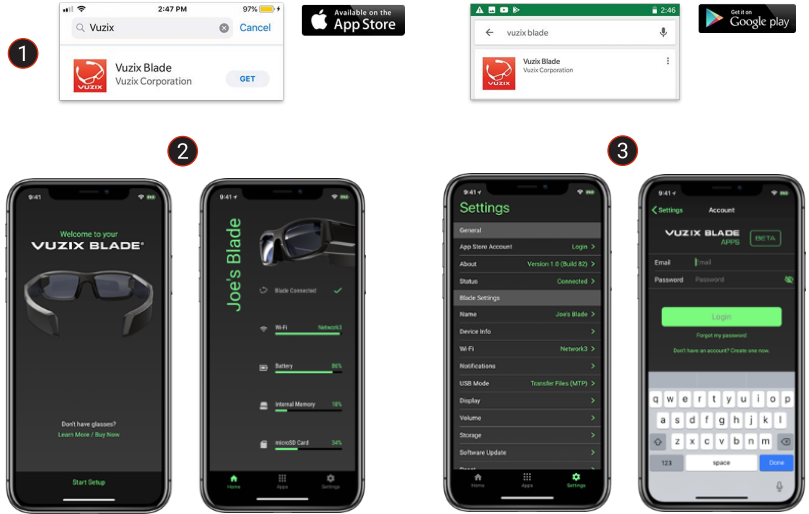 1
2:47 PM
97%
Vuzix
Cancel
VUZIX
Vuzix Blade
Vuzix Corporation
GET
Available on the
App Store
2:46
vuzix blade
VUZIX
Vuzix Blade
Vuzix Corporation
Get it on
Google play
2
9:41
Welcome to your
VUZIX BLADE®
Don't have glasses?
Learn More / Buy Now
Start Setup
9:41
Joe's Blade
Blade Connected
Wi-Fi Network3
Battery 86%
Internal Memory 18%
microSD Card 34%
Home Apps Settings
3
9:41
Settings
General
App Store Account Login >
About Version 1.0 (Build 82) >
Status Connected >
Blade Settings
Name Joe's Blade >
Device Info >
Wi-Fi Network3 >
Notifications >
USB Mode Transfer Files (MTP) >
Display >
Volume >
Storage >
Software Update >
Home Apps Settings
9:41
< Settings Account
VUZIX BLADE
APPS
BETA
Email Email
Password Password
Login
Forgot my password
Don't have an account? Create one now.
q w e r t y u i o p
a s d f g h j k l
z x c v b n m
123 space Done